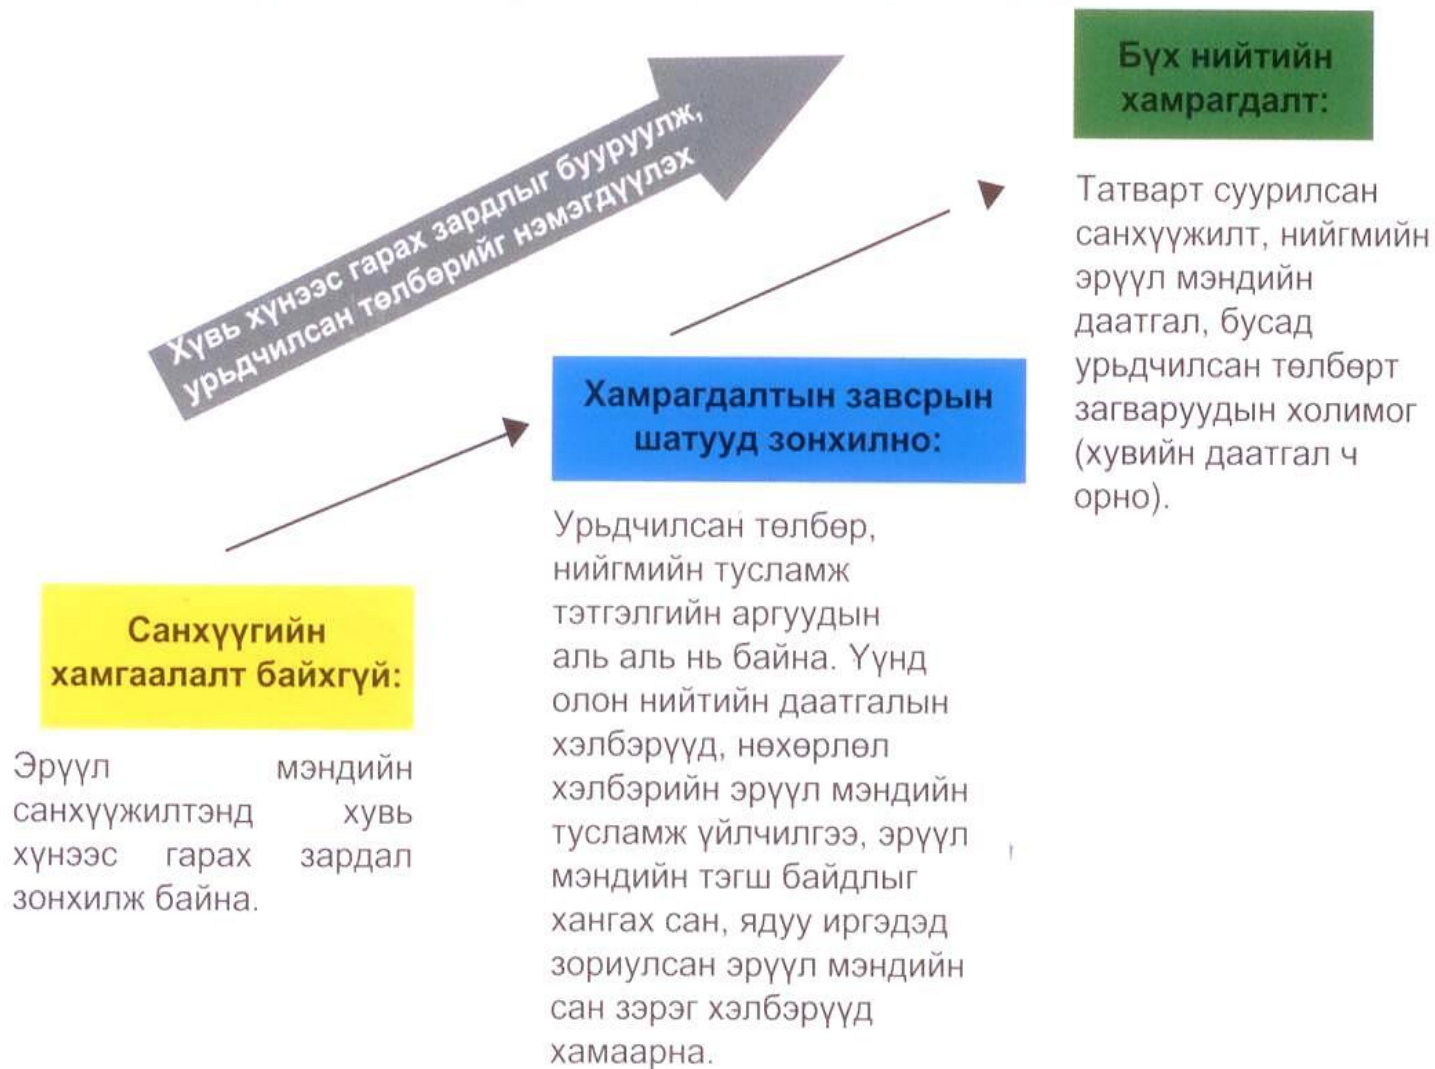 Бүх нийтийн
хамрагдалт:
Татварт суурилсан
санхүүжилт, нийгмийн
эрүүл мэндийн
даатгал, бусад
урьдчилсан төлбөрт
загваруудын холимог
(хувийн даатгал ч
орно).
Хувь хүнээс гарах зардлыг бууруулж,
урьдчилсан төлбөрийг нэмэгдүүлэх
Хамрагдалтын завсрын
шатууд зонхилно:
Урьдчилсан төлбөр,
нийгмийн тусламж
тэтгэлгийн аргуудын
аль аль нь байна. Үүнд
олон нийтийн даатгалын
хэлбэрүүд, нөхөрлөл
хэлбэрийн эрүүл мэндийн
тусламж үйлчилгээ, эрүүл
мэндийн тэгш байдлыг
хангах сан, ядуу иргэдэд
зориулсан эрүүл мэндийн
сан зэрэг хэлбэрүүд
хамаарна.
Санхүүгийн
хамгаалалт байхгүй:
Эрүүл мэндийн
санхүүжилтэнд хувь
хүнээс гарах зардал
зонхилж байна.